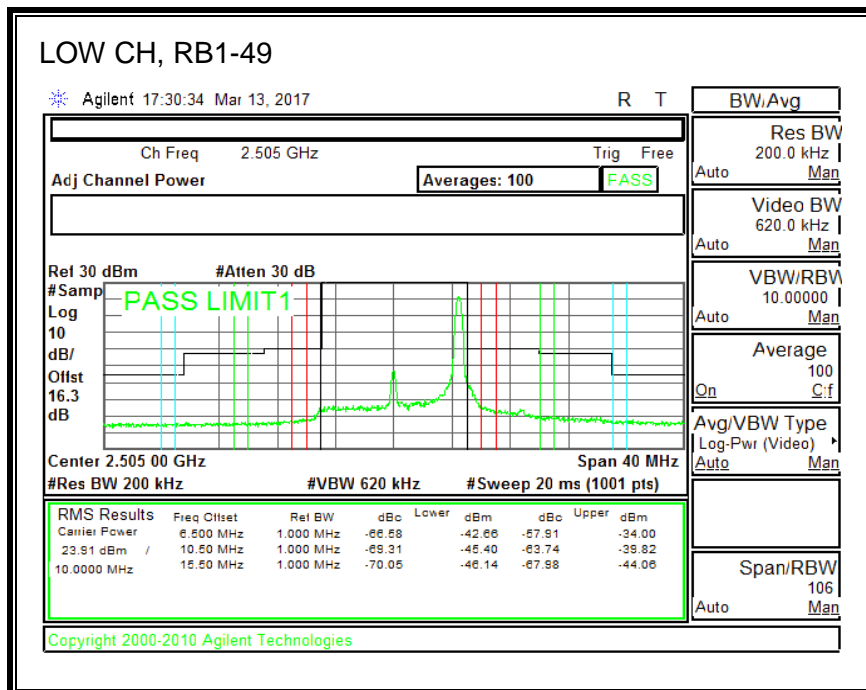 LOW CH, RB1-49
Agilent 17:30:34 Mar 13, 2017 R T
BW/Avg
Ch Freq 2.505 GHz Trig Free
Adj Channel Power Averages: 100 PASS
Ref 30 dBm #Atten 30 dB
#Samp
Log
10
dB/
Offst
16.3
dB
PASS LIMIT1
Center 2.505 00 GHz Span 40 MHz
#Res BW 200 kHz #VBW 620 kHz #Sweep 20 ms (1001 pts)
RMS Results Freq Offset Ref BW dBc Lower dBm dBc Upper dBm
Carrier Power 6.500 MHz 1.000 MHz -66.58 -42.66 -57.91 -34.00
23.91 dBm / 10.50 MHz 1.000 MHz -69.31 -45.40 -63.74 -39.82
10.0000 MHz 15.50 MHz 1.000 MHz -70.05 -46.14 -67.98 -44.06
Copyright 2000-2010 Agilent Technologies
Res BW
200.0 kHz
Auto Man
Video BW
620.0 kHz
Auto Man
VBW/RBW
10.00000
Auto Man
Average
100
On Off
Avg/VBW Type
Log-Pwr (Video)
Auto Man
Span/RBW
106
Auto Man